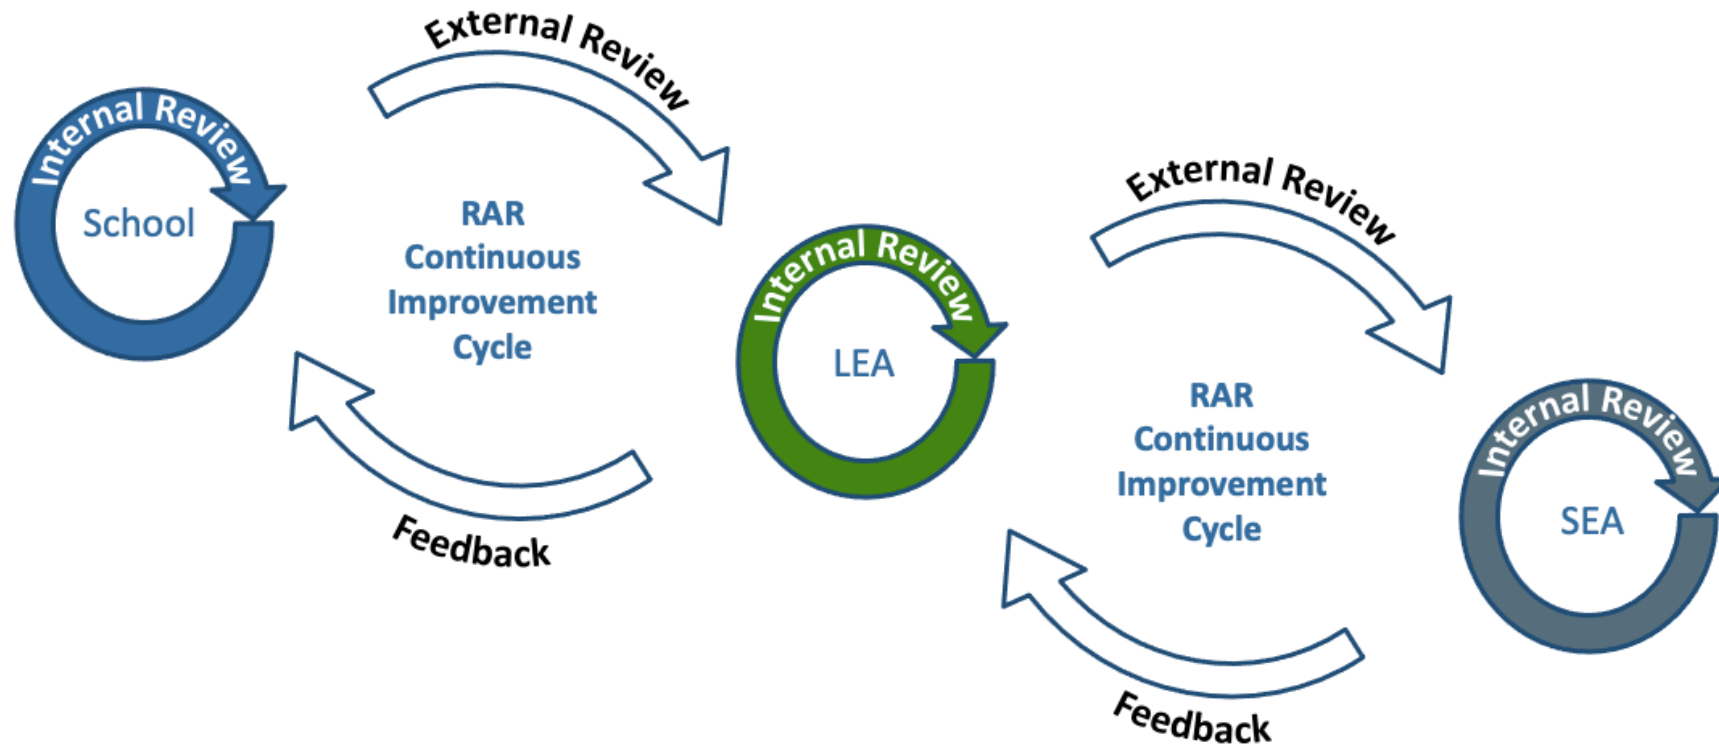 External Review
Internal Review
School
RAR
Continuous
Improvement
Cycle
Feedback
External Review
Internal Review
LEA
RAR
Continuous
Improvement
Cycle
Feedback
Internal Review
SEA